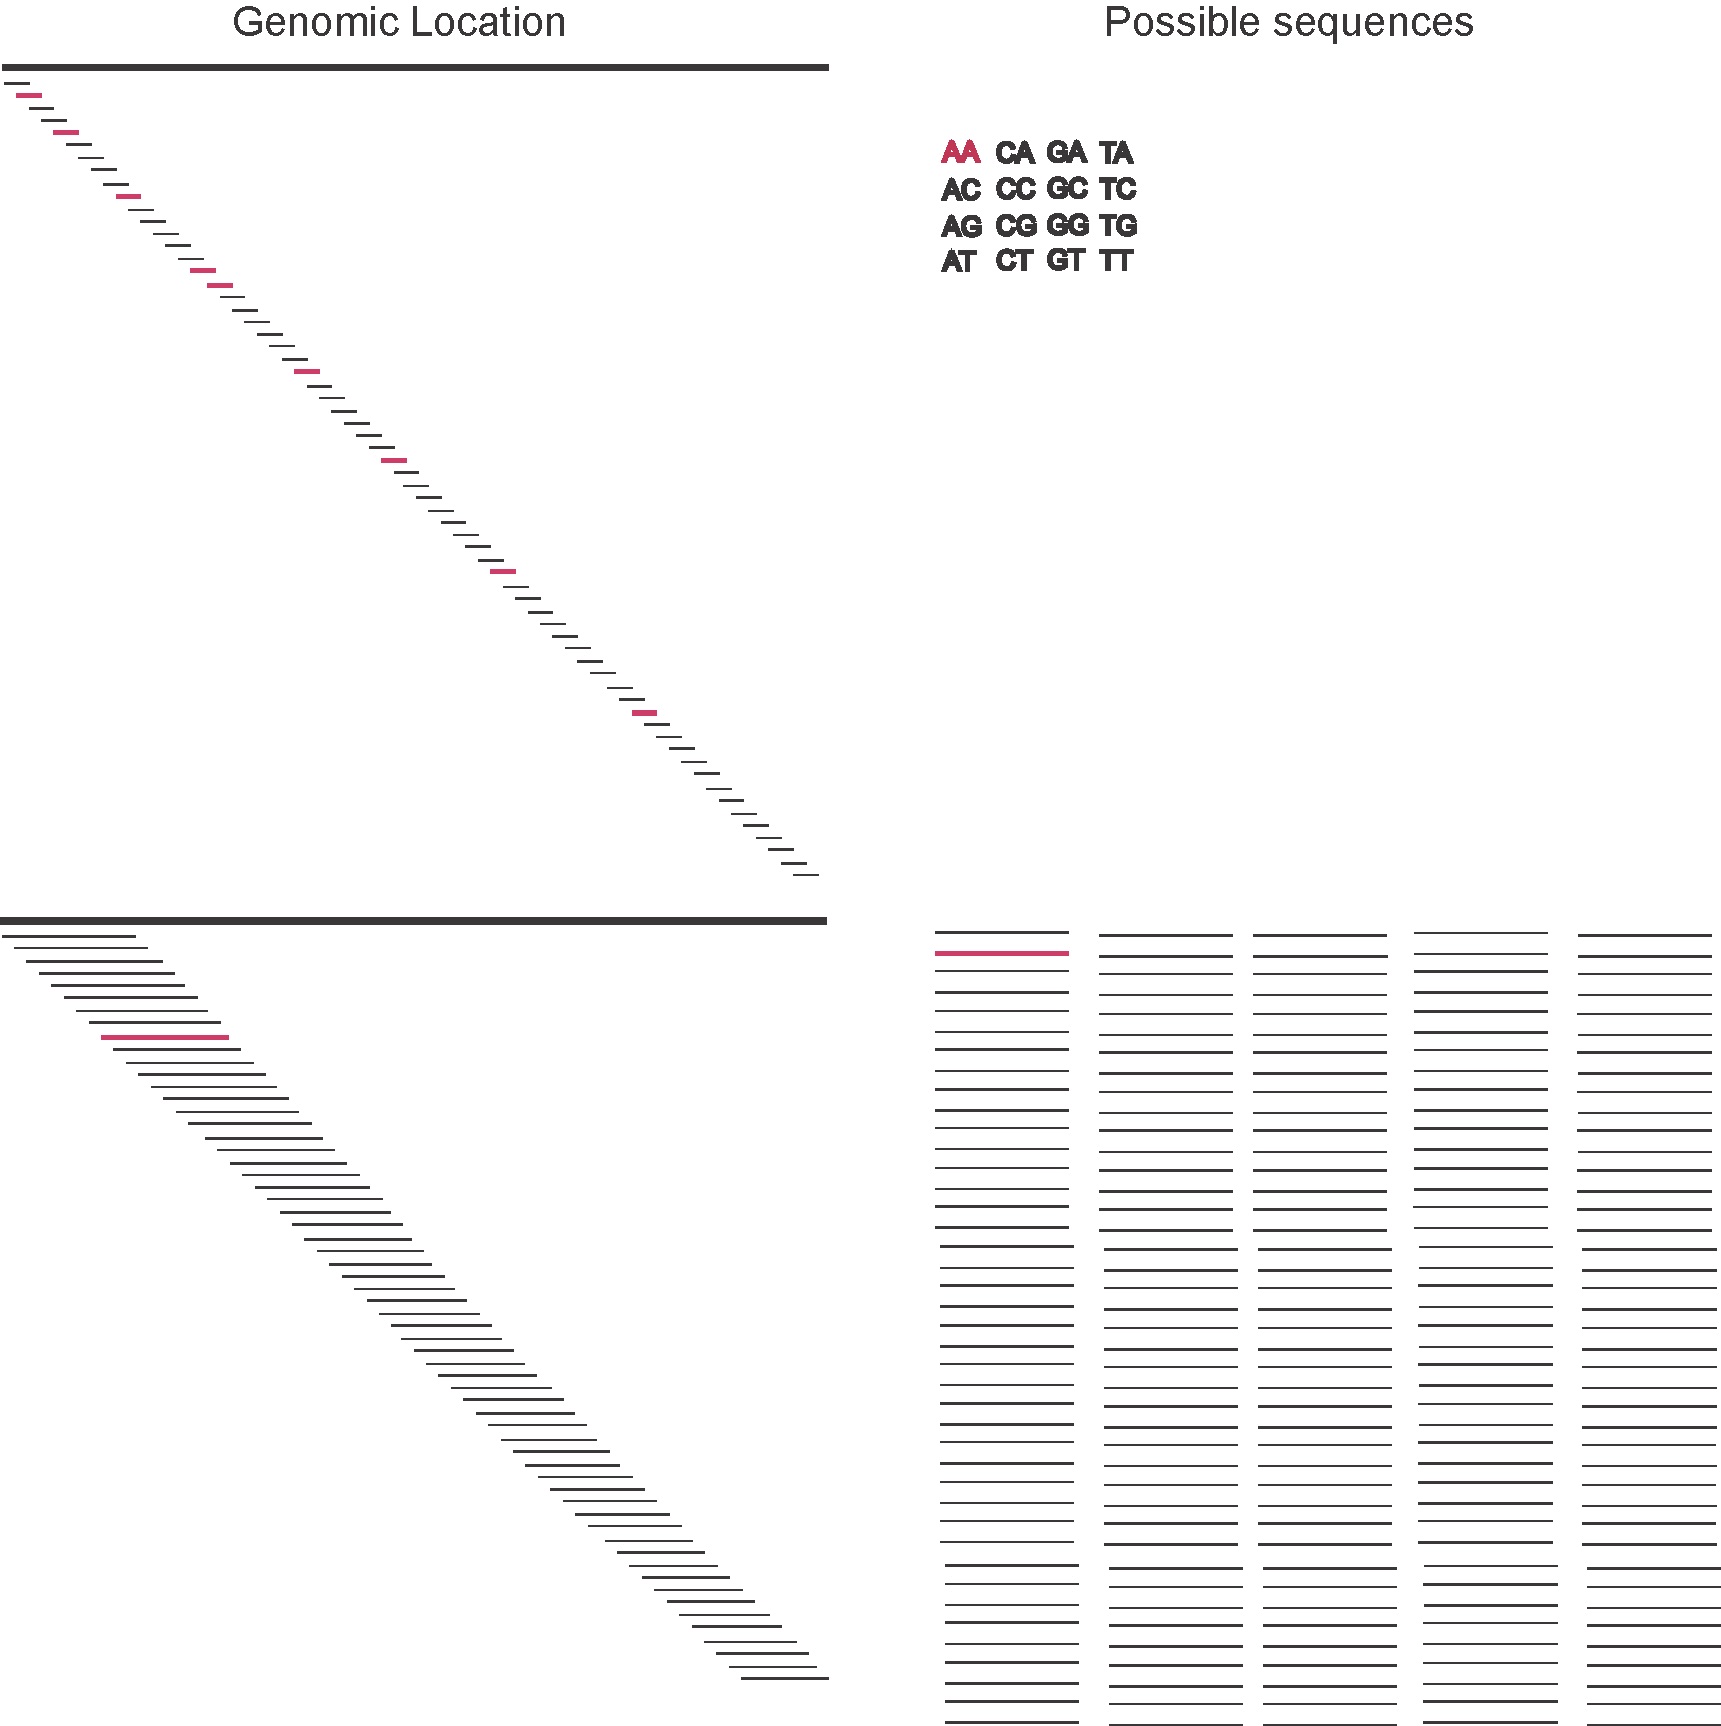 Genomic Location
Possible sequences
AA CA GA TA
AC CC GC TC
AG CG GG TG
AT CT GT TT